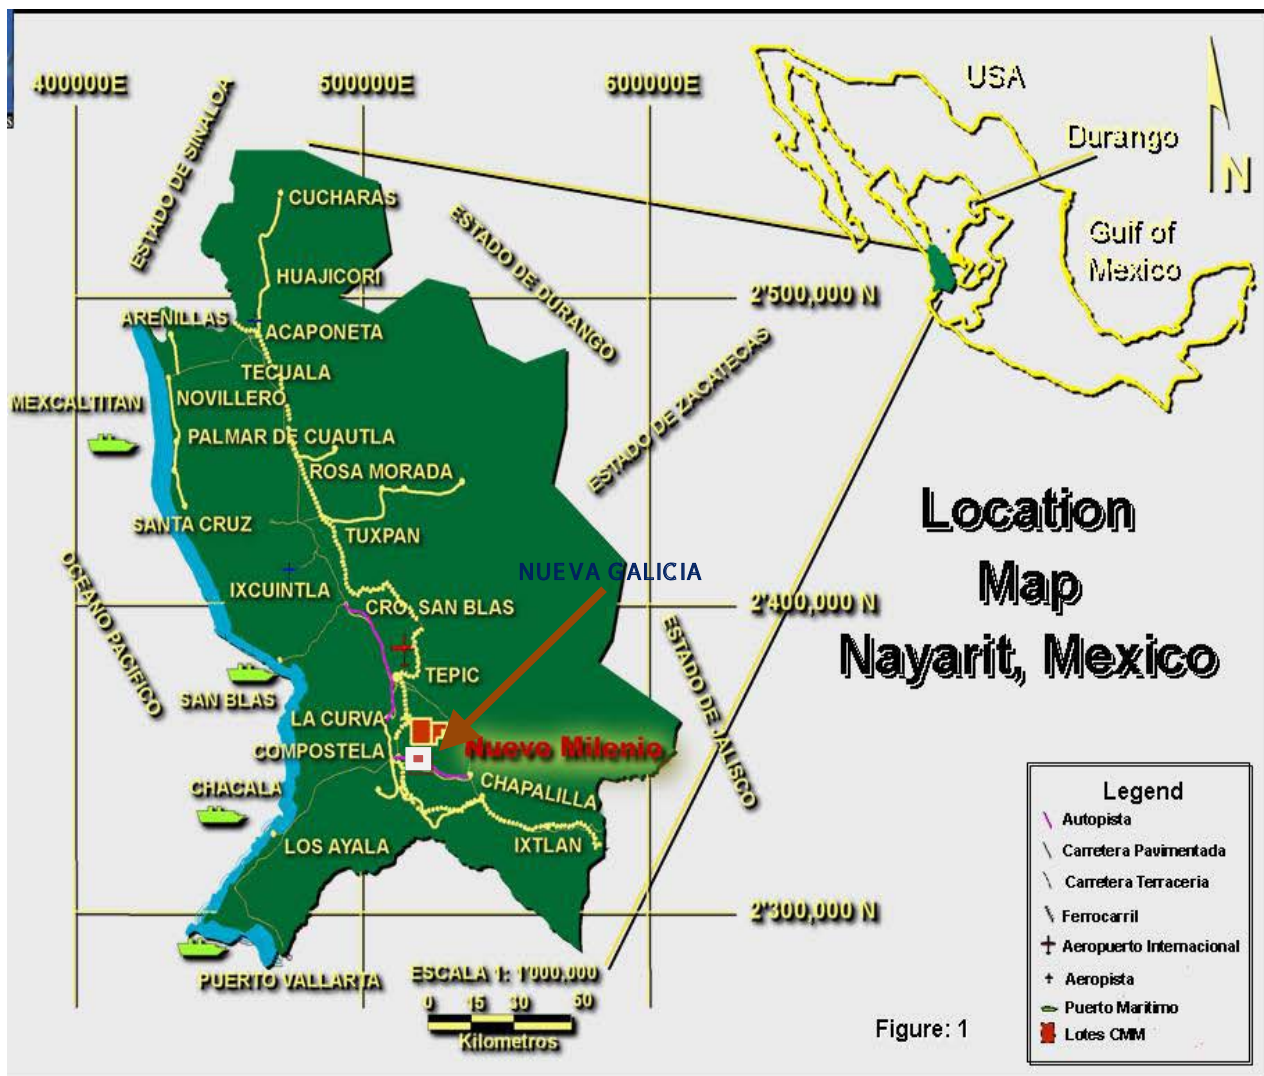 400000E
500000E
600000E
USA
Durango
N
Gulf of
Mexico
ESTADO DE SINALOA
CUCHARAS
ESTADO DE DURANGO
HUAJICORI
2'500,000 N
ARENILLAS
ACAPONETA
TECUALA
ESTADO DE ZACATECAS
MEXCALTITAN
NOVILLERO
PALMAR DE CUAUTLA
ROSA MORADA
SANTA CRUZ
TUXPAN
Location
Map
Nayarit, Mexico
OCEANO PACIFICO
NUEVA GALICIA
IXCUINTLA
CRO. SAN BLAS
2'400,000 N
ESTADO DE JALISCO
TEPIC
SAN BLAS
LA CURVA
COMPOSTELA
Nuevo Milenio
CHACALA
CHAPALILLA
LOS AYALA
IXTLAN
2'300,000 N
PUERTO VALLARTA
ESCALA 1: 1'000,000
0 15 30 50
Kilometros
Figure: 1
Legend
Autopista
Carretera Pavimentada
Carretera Terraceria
Ferrocarril
Aeropuerto Internacional
Aeropista
Puerto Maritimo
Lotes CMM